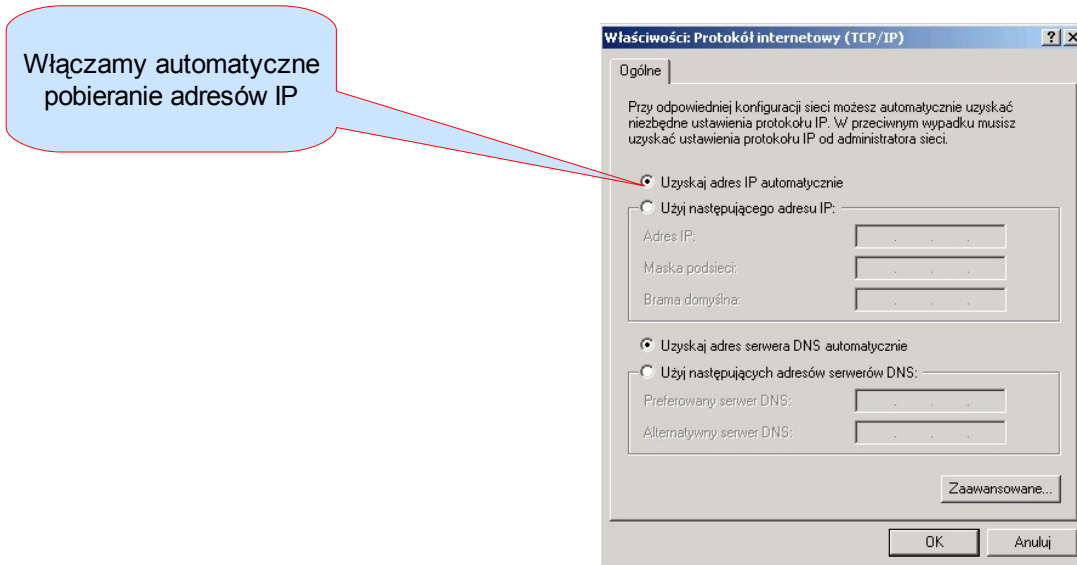 Włączamy automatyczne
pobieranie adresów IP
Właściwości: Protokół internetowy (TCP/IP)
Ogólne
Przy odpowiedniej konfiguracji sieci możesz automatycznie uzyskać
niezbędne ustawienia protokołu IP. W przeciwnym wypadku musisz
uzyskać ustawienia protokołu IP od administratora sieci.
Uzyskaj adres IP automatycznie
Użyj następującego adresu IP:
Adres IP:
Maska podsieci:
Brama domyślna:
Uzyskaj adres serwera DNS automatycznie
Użyj następujących adresów serwerów DNS:
Preferowany serwer DNS:
Alternatywny serwer DNS:
Zaawansowane...
OK Anuluj